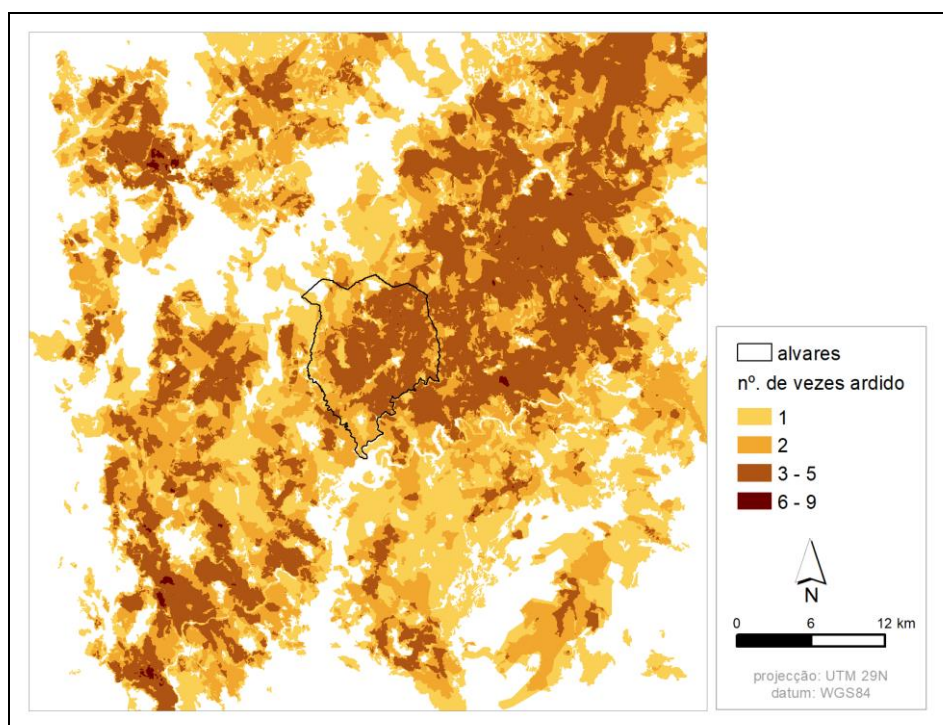 alvares
nº. de vezes ardido
1
2
3 - 5
6 - 9
N
0 6 12 km
projecção: UTM 29N
datum: WGS84